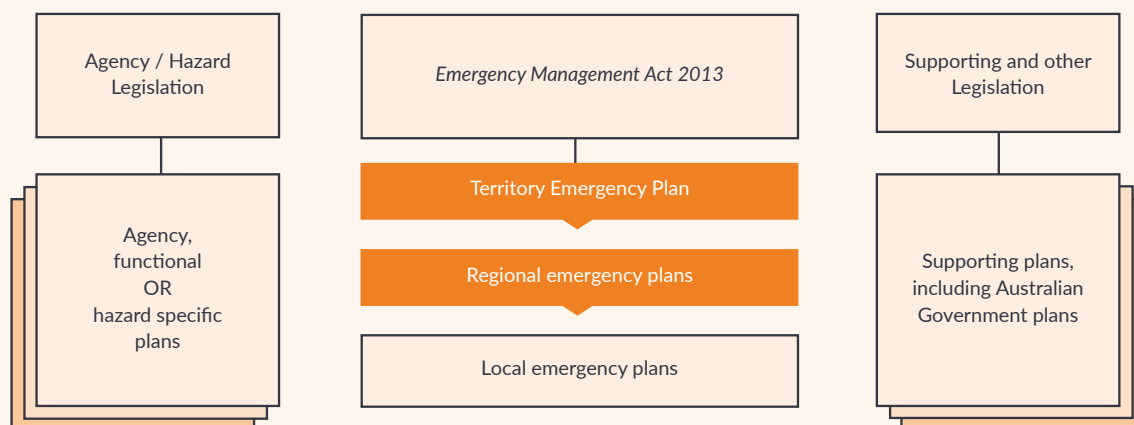 Agency / Hazard
Legislation
Emergency Management Act 2013
Supporting and other
Legislation
Territory Emergency Plan
Agency,
functional
OR
hazard specific
plans
Regional emergency plans
Local emergency plans
Supporting plans,
including Australian
Government plans